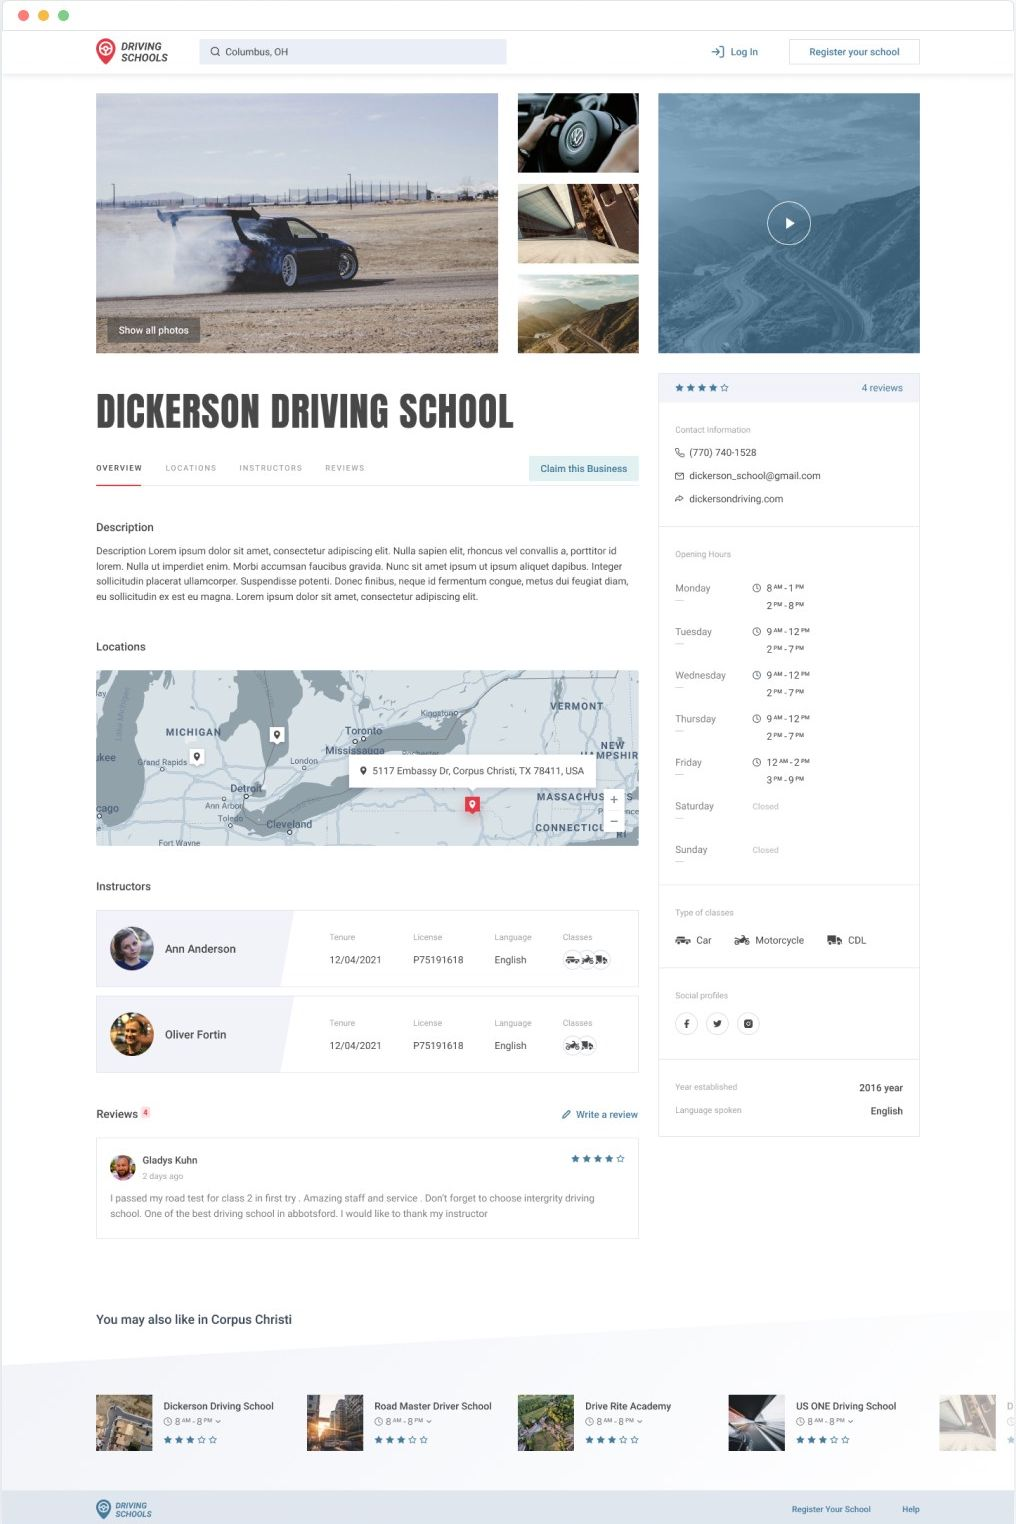 DRIVING
SCHOOLS
Columbus, OH
Log In
Register your school
Show all photos
DICKERSON DRIVING SCHOOL
OVERVIEW
LOCATIONS
INSTRUCTORS
REVIEWS
Claim this Business
Description
Description Lorem ipsum dolor sit amet, consectetur adipiscing elit. Nulla sapien elit, rhoncus vel convallis a, porttitor id
lorem. Nulla ut imperdiet enim. Morbi accumsan faucibus gravida. Nunc sit amet ipsum ut ipsum aliquet dapibus. Integer
sollicitudin placerat ullamcorper. Suspendisse potenti. Donec finibus, neque id fermentum congue, metus dui feugiat diam,
eu sollicitudin ex est eu magna. Lorem ipsum dolor sit amet, consectetur adipiscing elit.
Locations
Lake Michigan
MICHIGAN
Grand Rapids
Detroit
Ann Arbor
Toledo
Cleveland
Fort Wayne
London
Toronto
Mississauga
Kingston
VERMONT
NEW
5117 Embassy Dr, Corpus Christi, TX 78411, USA
Instructors
Ann Anderson
Tenure
License
Language
Classes
12/04/2021
P75191618
English
Oliver Fortin
Tenure
License
Language
Classes
12/04/2021
P75191618
English
Reviews 4
Write a review
Gladys Kuhn
2 days ago
I passed my road test for class 2 in first try . Amazing staff and service . Don't forget to choose intergrity driving
school. One of the best driving school in abbotsford. I would like to thank my instructor
4 reviews
Contact Information
(770) 740-1528
dickerson_school@gmail.com
dickersondriving.com
Opening Hours
Monday 8 AM - 1 PM
2 PM - 8 PM
Tuesday 9 AM - 12 PM
2 PM - 7 PM
Wednesday 9 AM - 12 PM
2 PM - 7 PM
Thursday 9 AM - 12 PM
2 PM - 7 PM
Friday 12 AM - 2 PM
3 PM - 9 PM
Saturday Closed
Sunday Closed
Type of classes
Car
Motorcycle
CDL
Social profiles
Year established 2016 year
Language spoken English
You may also like in Corpus Christi
Dickerson Driving School
8 AM - 8 PM
Road Master Driver School
8 AM - 8 PM
Drive Rite Academy
8 AM - 8 PM
US ONE Driving School
8 AM - 8 PM
DRIVING
SCHOOLS
Register Your School
Help